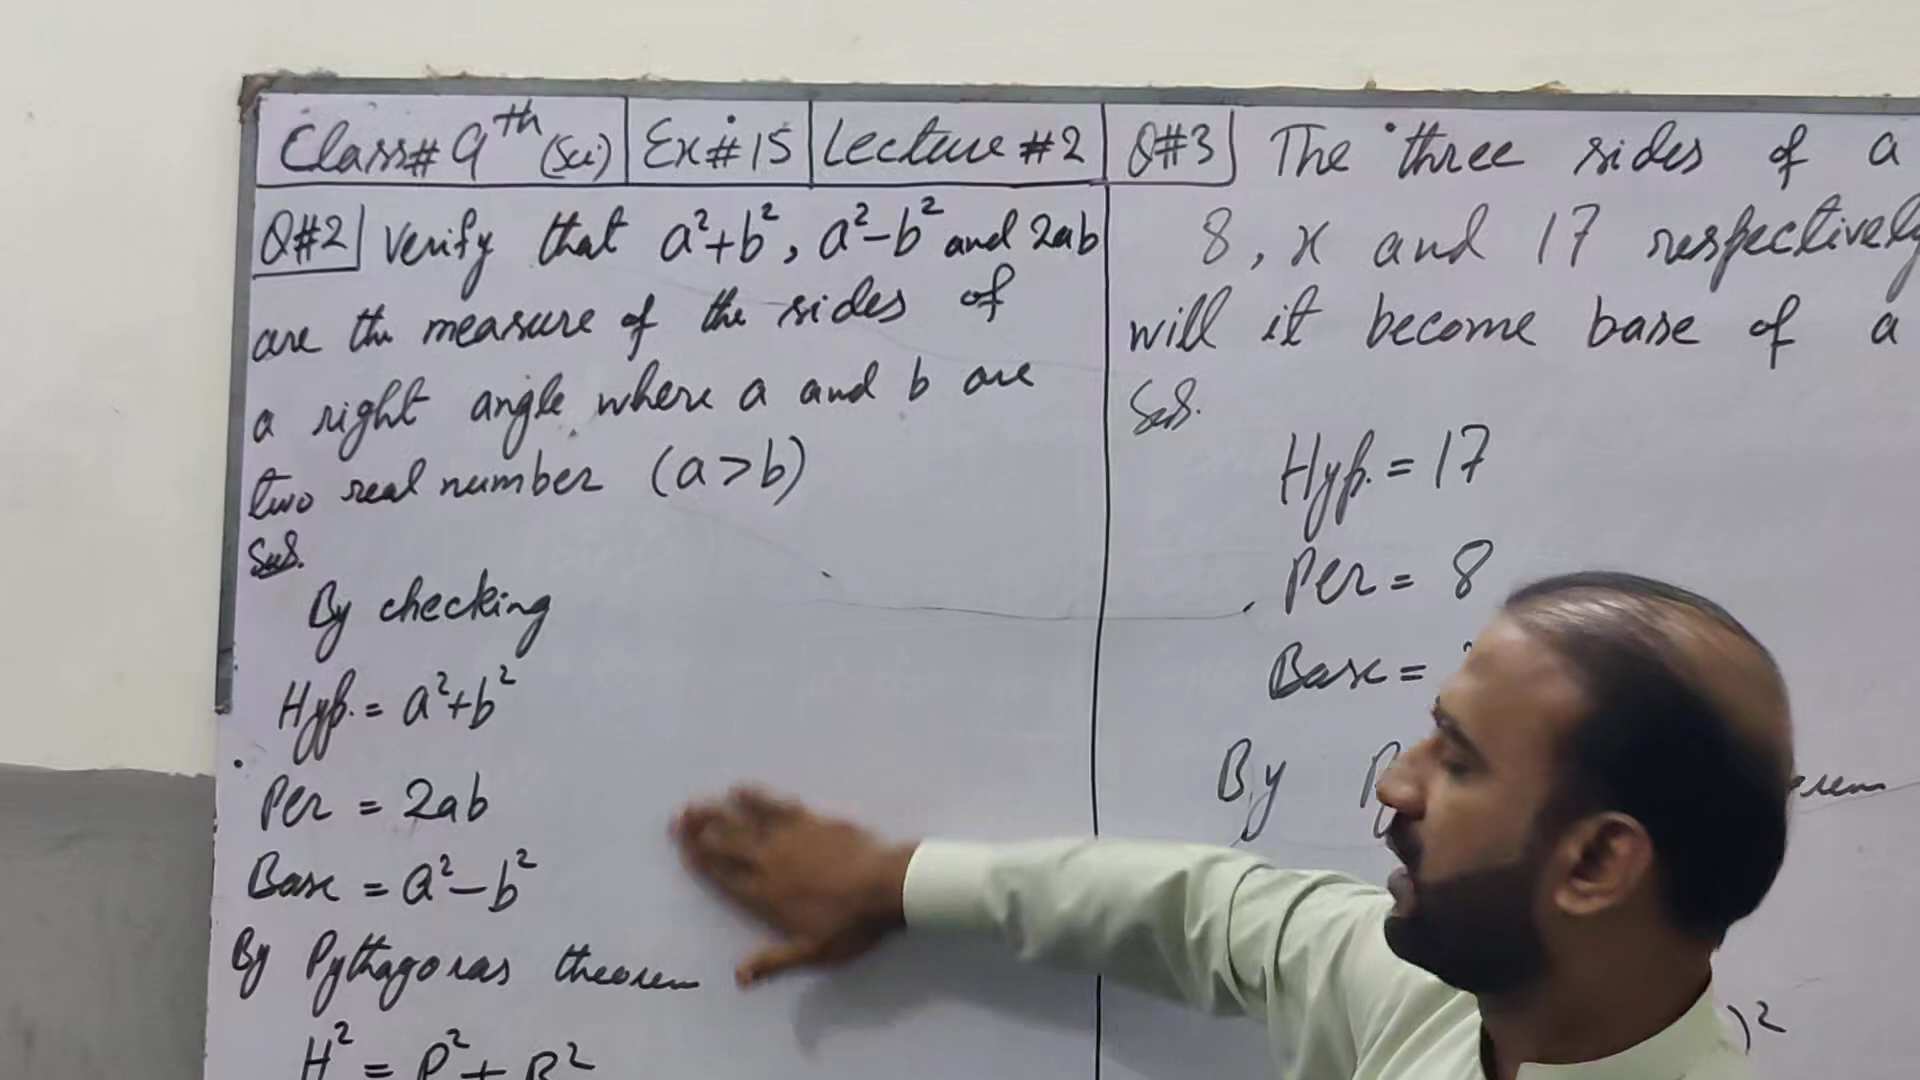 Class# 9th (Sci) Ex#15 Lecture #2
Q#2 Verify that a²+b², a²-b² and 2ab
are the measure of the sides of
a right angle where a and b are
two real number (a>b)
Sol.
By checking
Hyp. = a²+b²
Per = 2ab
Base = a²-b²
By Pythagoras theorem
H² = P² + B²
Q#3 The three sides of a
8, x and 17 respectively
will it become base of a
Sol.
Hyp. = 17
Per = 8
Base =
By
)²